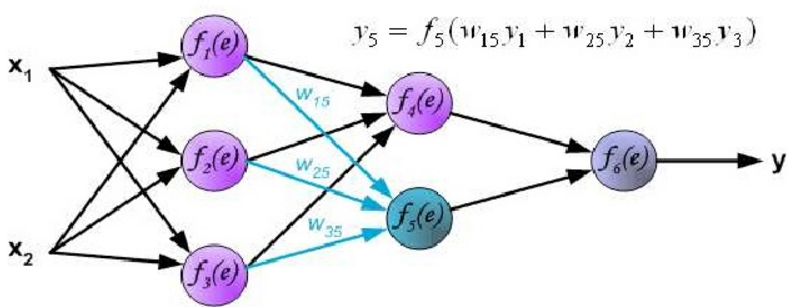 y₅ = f₅(w₁₅y₁ + w₂₅y₂ + w₃₅y₃)
f₁(e)
x₁
w₁₅
f₄(e)
f₂(e)
w₂₅
f₆(e)
y
f₅(e)
w₃₅
x₂
f₃(e)